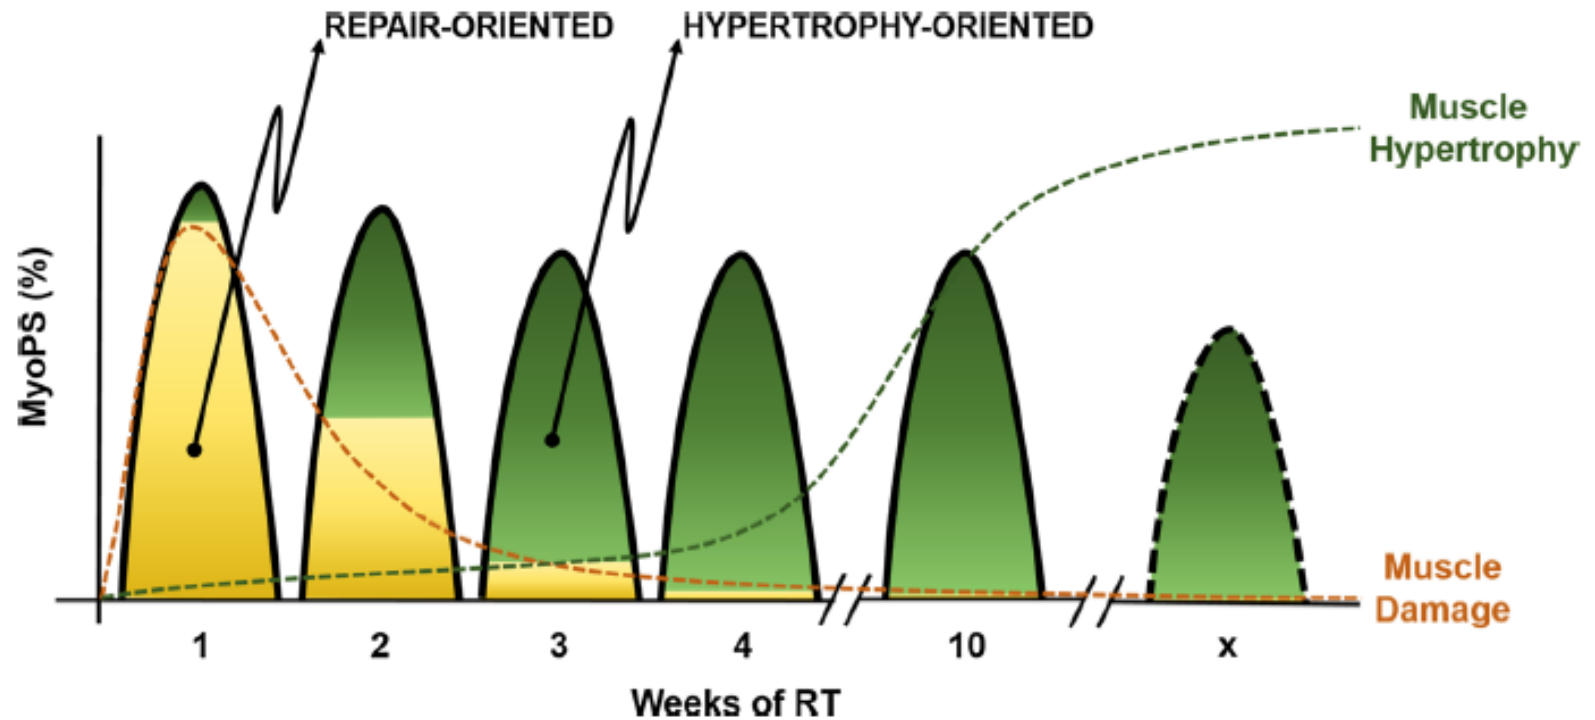 REPAIR-ORIENTED
HYPERTROPHY-ORIENTED
Muscle
Hypertrophy
MyoPS (%)
Muscle
Damage
1 2 3 4 10 x
Weeks of RT